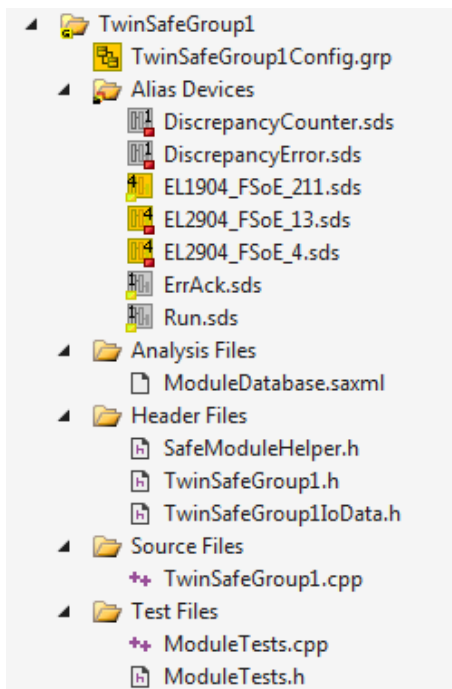 TwinSafeGroup1
TwinSafeGroup1Config.grp
Alias Devices
DiscrepancyCounter.sds
DiscrepancyError.sds
EL1904_FSoE_211.sds
EL2904_FSoE_13.sds
EL2904_FSoE_4.sds
ErrAck.sds
Run.sds
Analysis Files
ModuleDatabase.saxml
Header Files
SafeModuleHelper.h
TwinSafeGroup1.h
TwinSafeGroup1IoData.h
Source Files
TwinSafeGroup1.cpp
Test Files
ModuleTests.cpp
ModuleTests.h